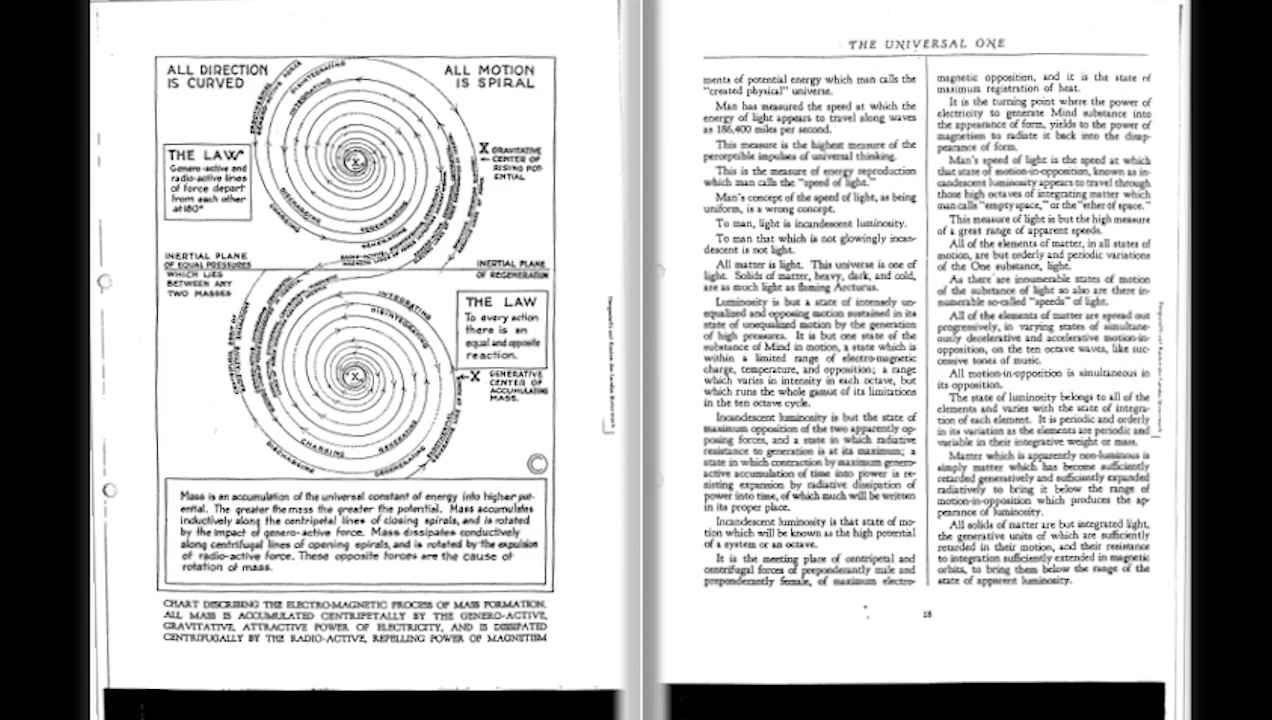 ALL DIRECTION
IS CURVED
ALL MOTION
IS SPIRAL
DISINTEGRATING
INTEGRATING
THE LAW
Genero-active and
radio-active lines
of force depart
from each other
at 180°
X GRAVITATIVE
CENTER OF
RISING POT-
ENTIAL
DISCHARGING
CHARGING
GENERATING
INERTIAL PLANE
OF EQUAL PRESSURES
WHICH LIES
BETWEEN ANY
TWO MASSES
INERTIAL PLANE
OF REGENERATION
INTEGRATING
DISINTEGRATING
THE LAW
To every action
there is an
equal and opposite
reaction.
X GENERATIVE
CENTER OF
ACCUMULATING
MASS.
CHARGING
GENERATING
DISCHARGING
DEGENERATING
©
Mass is an accumulation of the universal constant of energy into higher pot-
ential. The greater the mass the greater the potential. Mass accumulates
inductively along the centripetal lines of closing spirals, and is rotated
by the impact of genero-active force. Mass dissipates conductively
along centrifugal lines of opening spirals, and is rotated by the expulsion
of radio-active force. These opposite forces are the cause of
rotation of mass.
CHART DESCRIBING THE ELECTRO-MAGNETIC PROCESS OF MASS FORMATION.
ALL MASS IS ACCUMULATED CENTRIPETALLY BY THE GENERO-ACTIVE,
GRAVITATIVE, ATTRACTIVE POWER OF ELECTRICITY, AND IS DISSIPATED
CENTRIFUGALLY BY THE RADIO-ACTIVE, REPELLING POWER OF MAGNETISM
THE UNIVERSAL ONE
ments of potential energy which man calls the
"created physical" universe.
Man has measured the speed at which the
energy of light appears to travel along waves
as 186,400 miles per second.
This measure is the highest measure of the
perceptible impulses of universal thinking.
This is the measure of energy reproduction
which man calls the "speed of light."
Man's concept of the speed of light, as being
uniform, is a wrong concept.
To man, light is incandescent luminosity.
To man that which is not glowingly incan-
descent is not light.
All matter is light. This universe is one of
light. Solids of matter, heavy, dark, and cold,
are as much light as flaming Arcturus.
Luminosity is but a state of intensely un-
equalized and opposing motion sustained in its
state of unequalized motion by the generation
of high pressures. It is but one state of the
substance of Mind in motion, a state which is
within a limited range of electro-magnetic
charge, temperature, and opposition; a range
which varies in intensity in each octave, but
which runs the whole gamut of its limitations
in the ten octave cycle.
Incandescent luminosity is but the state of
maximum opposition of the two apparently op-
posing forces, and a state in which radiative
resistance to generation is at its maximum; a
state in which contraction by maximum genero-
active accumulation of time into power is re-
sisting expansion by radiative dissipation of
power into time, of which much will be written
in its proper place.
Incandescent luminosity is that state of mo-
tion which will be known as the high potential
of a system or an octave.
It is the meeting place of centripetal and
centrifugal forces of preponderantly male and
preponderantly female, of maximum electro-
magnetic opposition, and it is the state of
maximum registration of heat.
It is the turning point where the power of
electricity to generate Mind substance into
the appearance of form, yields to the power of
magnetism to radiate it back into the disap-
pearance of form.
Man's speed of light is the speed at which
that state of motion-in-opposition, known as in-
candescent luminosity appears to travel through
those high octaves of integrating matter which
man calls "empty space," or the "ether of space."
This measure of light is but the high measure
of a great range of apparent speeds.
All of the elements of matter, in all states of
motion, are but orderly and periodic variations
of the One substance, light.
As there are innumerable states of motion
of the substance of light so also are there in-
numerable so-called "speeds" of light.
All of the elements of matter are spread out
progressively, in varying states of simultane-
ously decelerative and accelerative motion-in-
opposition, on the ten octave waves, like suc-
cessive tones of music.
All motion-in-opposition is simultaneous in
its opposition.
The state of luminosity belongs to all of the
elements and varies with the state of integra-
tion of each element. It is periodic and orderly
in its variation as the elements are periodic and
variable in their integrative weight or mass.
Matter which is apparently non-luminous is
simply matter which has become sufficiently
retarded generatively and sufficiently expanded
radiatively to bring it below the range of
motion-in-opposition which produces the ap-
pearance of luminosity.
All solids of matter are but integrated light,
the generative units of which are sufficiently
retarded in their motion, and their resistance
to integration sufficiently extended in magnetic
orbits, to bring them below the range of the
state of apparent luminosity.
18